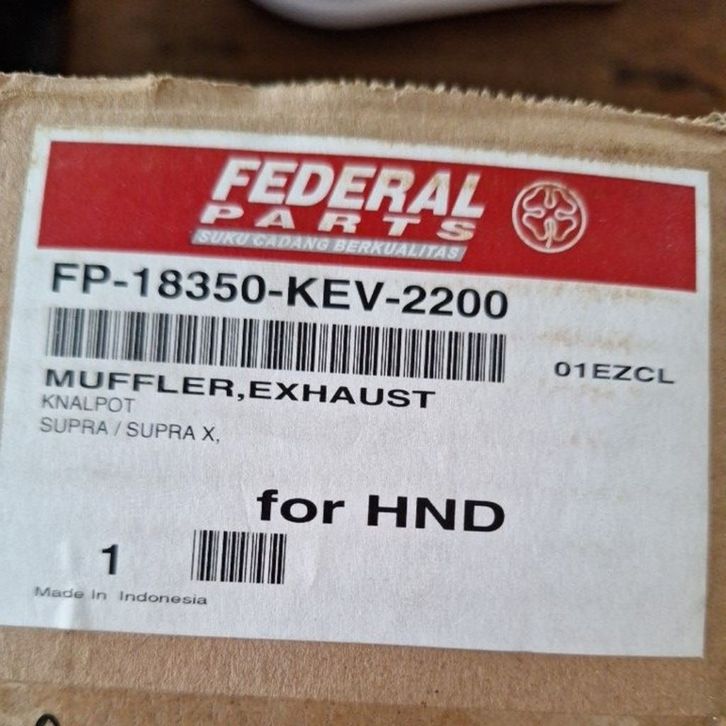 FEDERAL
PARTS
SUKU CADANG BERKUALITAS
FP-18350-KEV-2200
01EZCL
MUFFLER,EXHAUST
KNALPOT
SUPRA / SUPRA X,
for HND
1
Made In Indonesia